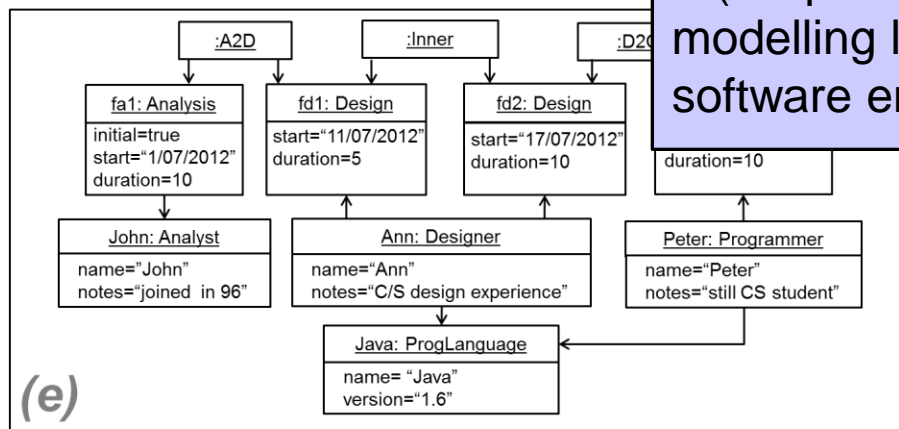 :A2D
:Inner
modelling
software
fa1: Analysis
initial=true
start=“1/07/2012”
duration=10
fd1: Design
start=“11/07/2012”
duration=5
fd2: Design
start=“17/07/2012”
duration=10
duration=10
John: Analyst
name=”John”
notes=”joined in 96”
Ann: Designer
name=”Ann”
notes=”C/S design experience”
Peter: Programmer
name=”Peter”
notes=“still CS student”
Java: ProgLanguage
name= “Java”
version=“1.6”
(e)